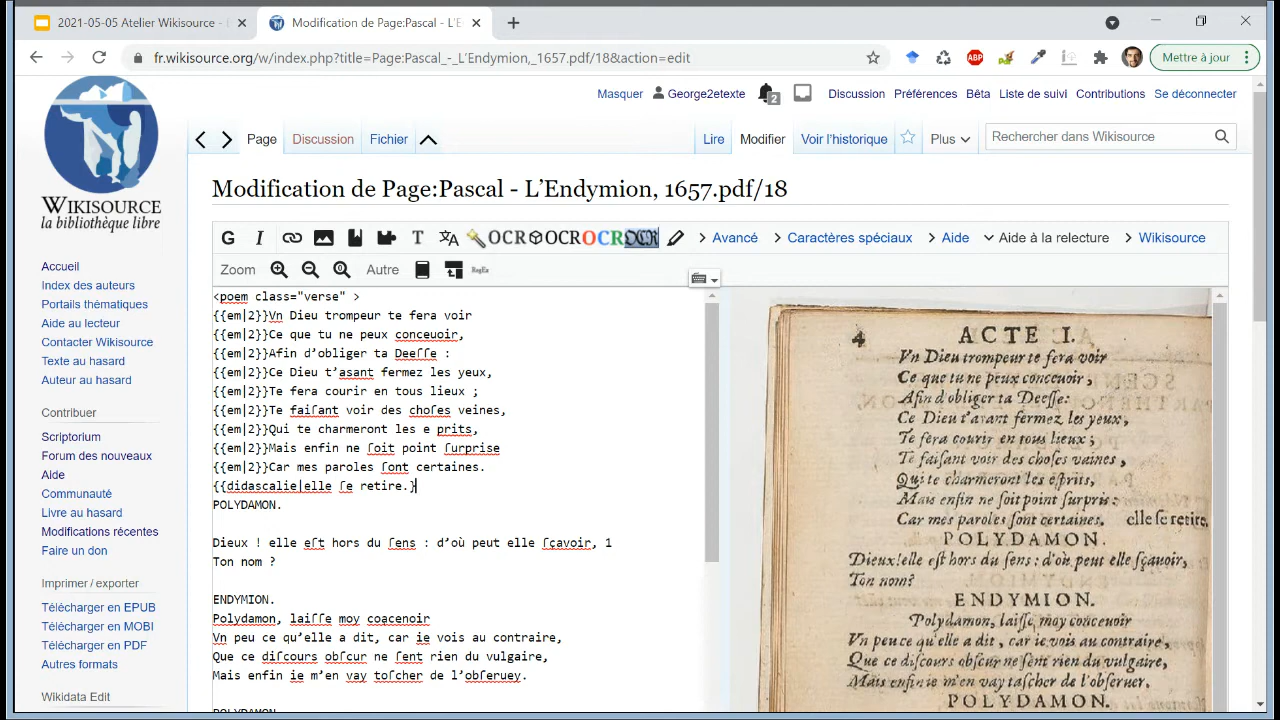 2021-05-05 Atelier Wikisource -
Modification de Page:Pascal - L'E
fr.wikisource.org/w/index.php?title=Page:Pascal_-_L’Endymion,_1657.pdf/18&action=edit
ABP
Mettre à jour
Masquer George2etexte 2 Discussion Préférences Bêta Liste de suivi Contributions Se déconnecter
Page Discussion Fichier Lire Modifier Voir l'historique Plus Rechercher dans Wikisource
WIKISOURCE
la bibliothèque libre
Modification de Page:Pascal - L’Endymion, 1657.pdf/18
G I T OCR OCR OCR OCR Avancé Caractères spéciaux Aide Aide à la relecture Wikisource
Zoom Autre RegEx
Accueil
Index des auteurs
Portails thématiques
Aide au lecteur
Contacter Wikisource
Texte au hasard
Auteur au hasard
Contribuer
Scriptorium
Forum des nouveaux
Aide
Communauté
Livre au hasard
Modifications récentes
Faire un don
Imprimer / exporter
Télécharger en EPUB
Télécharger en MOBI
Télécharger en PDF
Autres formats
Wikidata Edit
<poem class="verse" >
{{em|2}}Vn Dieu trompeur te fera voir
{{em|2}}Ce que tu ne peux conceuoir,
{{em|2}}Afin d’obliger ta Deeſſe :
{{em|2}}Ce Dieu t’asant fermez les yeux,
{{em|2}}Te fera courir en tous lieux ;
{{em|2}}Te faiſant voir des choſes veines,
{{em|2}}Qui te charmeront les e prits,
{{em|2}}Mais enfin ne ſoit point ſurprise
{{em|2}}Car mes paroles ſont certaines.
{{didascalie|elle ſe retire.}
POLYDAMON.
Dieux ! elle eſt hors du ſens : d’où peut elle ſçavoir, 1
Ton nom ?
ENDYMION.
Polydamon, laiſſe mov coacenoir
Vn peu ce qu’elle a dit, car ie vois au contraire,
Que ce diſcours obſcur ne ſent rien du vulgaire,
Mais enfin ie m’en vay toſcher de l’obſeruey.
POLYDAMON
4 ACTE I.
Vn Dieu trompeur te fera voir
Ce que tu ne peux conceuoir,
Afin d'obliger ta Deeſſe:
Ce Dieu t'ayant fermez les yeux,
Te fera courir en tous lieux;
Te faiſant voir des choſes vaines,
Qui te charmeront les eſprits,
Mais enfin ne ſoit point ſurpris:
Car mes paroles ſont certaines. elle ſe retire.
POLYDAMON.
Dieux! elle eſt hors du ſens: d'où peut elle ſçauoir,
Ton nom?
ENDYMION.
Polydamon, laiſſe, moy conceuoir
Vn peu ce qu'elle a dit, car ie vois au contraire,
Que ce diſcours obſcur ne ſent rien du vulgaire,
Mais enfin ie m'en vay taſcher de l'obſeruer.
POLYDAMON.